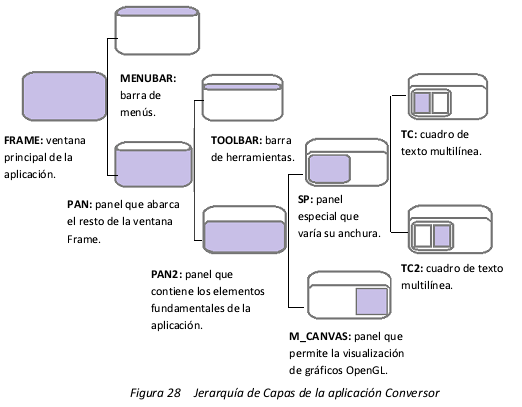 MENUBAR:
barra de
menús.
FRAME: ventana
principal de la
aplicación.
TOOLBAR: barra
de herramientas.
TC: cuadro de
texto multilínea.
PAN: panel que abarca
el resto de la ventana
Frame.
SP: panel
especial que
varía su anchura.
PAN2: panel que
contiene los elementos
fundamentales de la
aplicación.
TC2: cuadro de texto
multilínea.
M_CANVAS: panel que
permite la visualización
de gráficos OpenGL.
Figura 28 Jerarquía de Capas de la aplicación Conversor